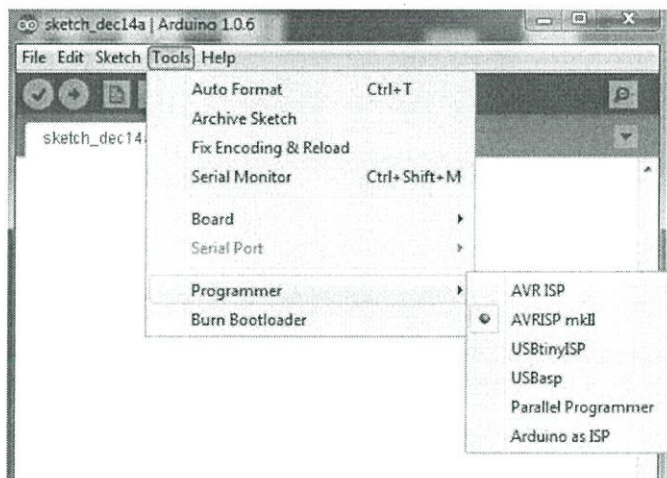 sketch_dec14a | Arduino 1.0.6
File Edit Sketch Tools Help
sketch_dec14
Auto Format Ctrl+T
Archive Sketch
Fix Encoding & Reload
Serial Monitor Ctrl+Shift+M
Board
Serial Port
Programmer
Burn Bootloader
AVR ISP
AVRISP mkII
USBtinyISP
USBasp
Parallel Programmer
Arduino as ISP